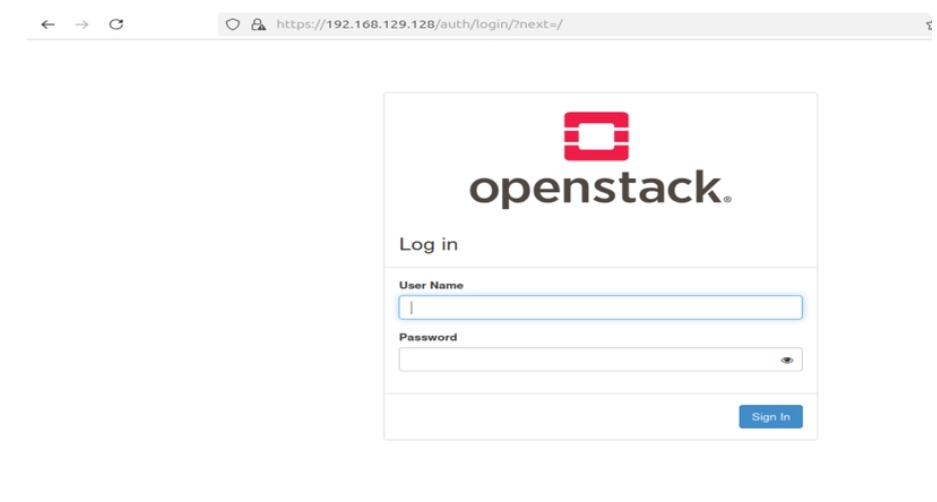 https://192.168.129.128/auth/login/?next=/
openstack.
Log in
User Name
Password
Sign In